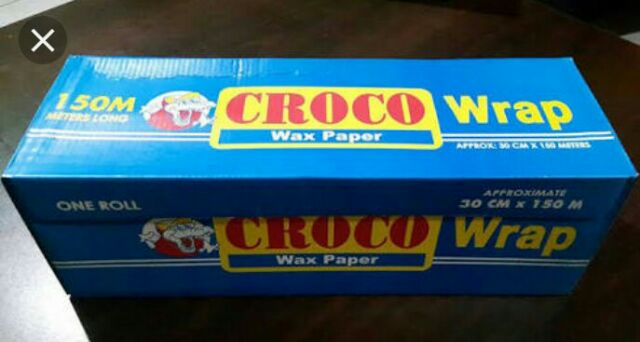 150M
METERS LONG
CROCO Wrap
Wax Paper
APPROX: 30 CM X 150 METERS
ONE ROLL
APPROXIMATE
30 CM x 150 M
CROCO Wrap
Wax Paper